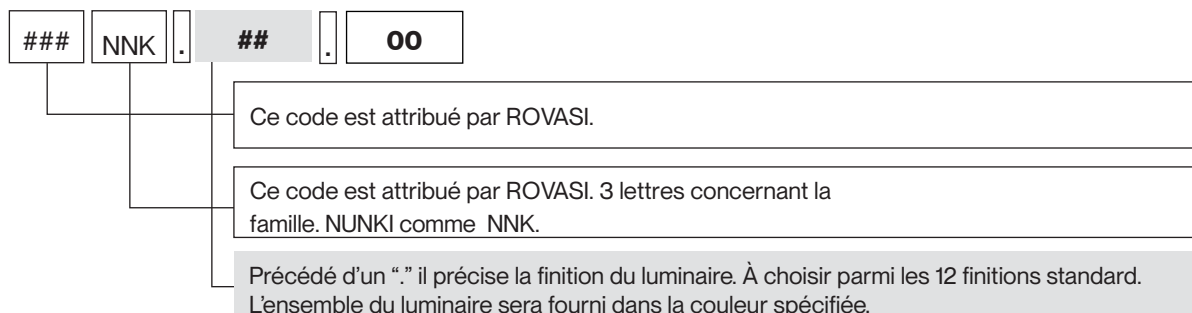 ### NNK . ## . 00
Ce code est attribué par ROVASI.
Ce code est attribué par ROVASI. 3 lettres concernant la
famille. NUNKI comme NNK.
Précédé d’un “.” il précise la finition du luminaire. À choisir parmi les 12 finitions standard.
L’ensemble du luminaire sera fourni dans la couleur spécifiée.